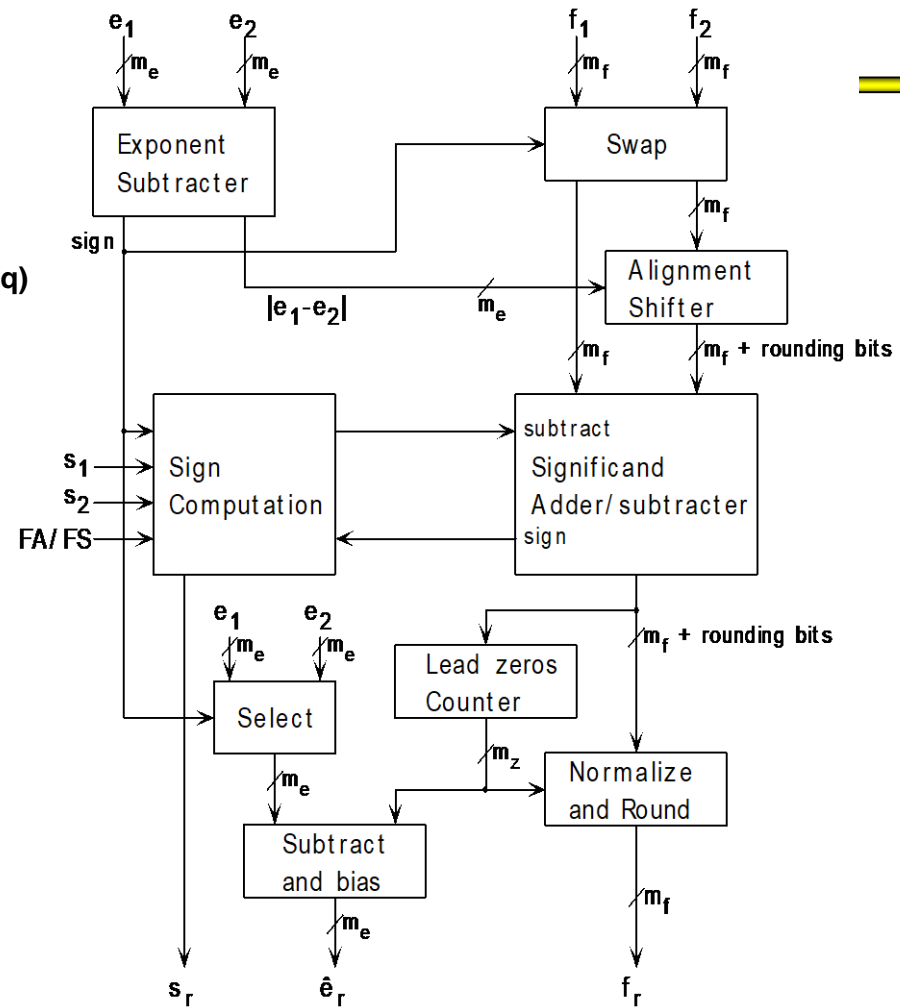 e1 e2 f1 f2
me me mf mf
Exponent
Subtracter
Swap
sign
mf
q)
Alignment
Shifter
|e1-e2|
me
mf
mf + rounding bits
subtract
s1
Sign
Significand
s2
Computation
Adder/subtracter
FA/FS
sign
e1 e2
me me
mf + rounding bits
Lead zeros
Counter
Select
mz
me
Normalize
and Round
Subtract
and bias
mf
me
sr êr fr